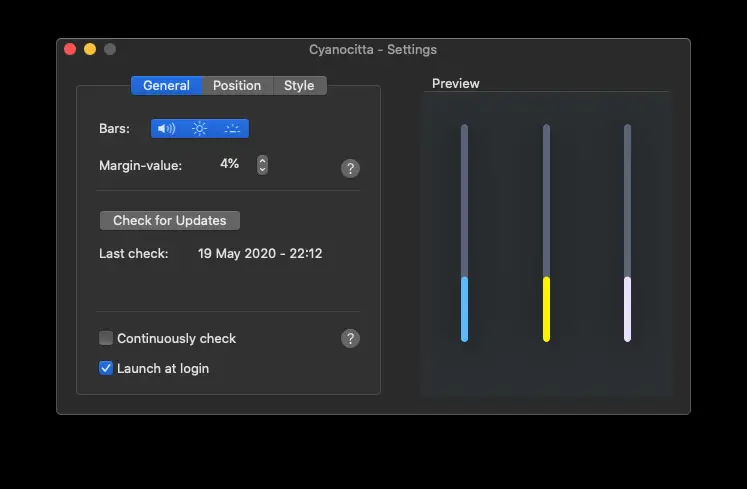 Cyanocitta - Settings
General Position Style
Bars:
Margin-value: 4% ?
Check for Updates
Last check: 19 May 2020 - 22:12
Continuously check ?
Launch at login
Preview